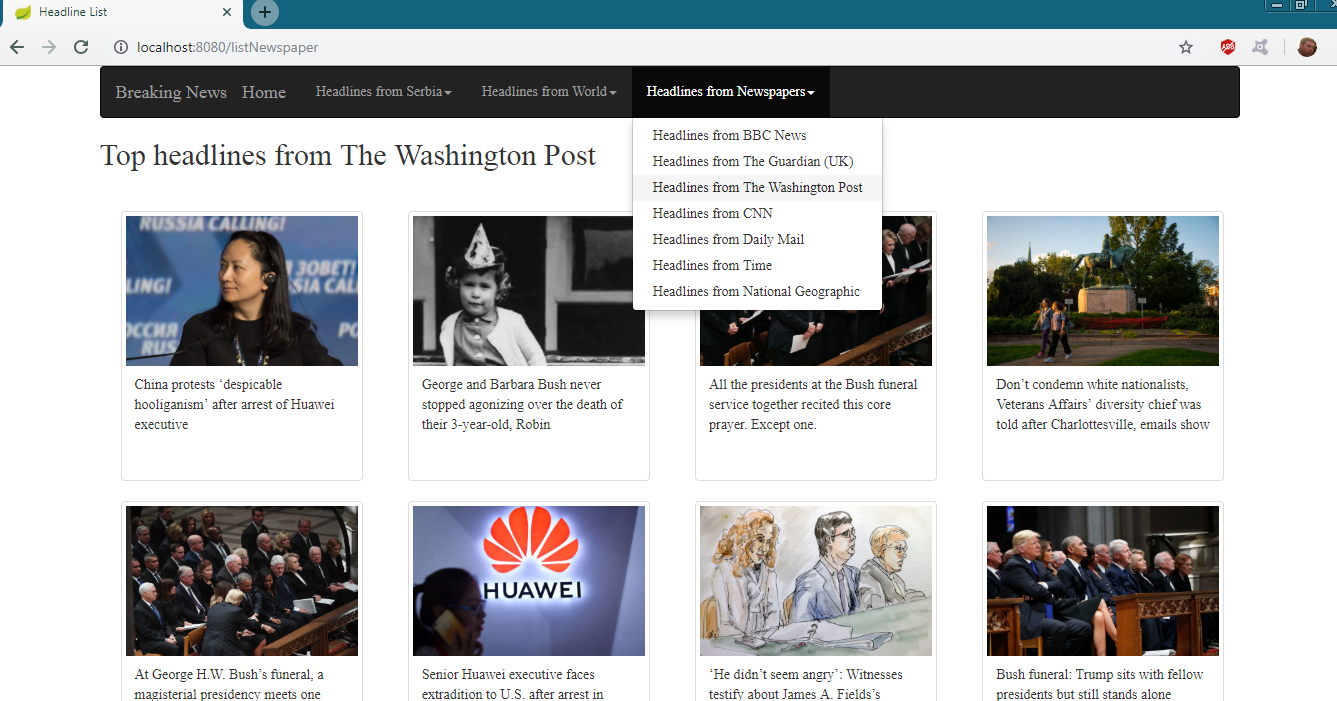 Headline List
localhost:8080/listNewspaper
ABP
Breaking News Home Headlines from Serbia Headlines from World Headlines from Newspapers
Headlines from BBC News
Headlines from The Guardian (UK)
Headlines from The Washington Post
Headlines from CNN
Headlines from Daily Mail
Headlines from Time
Headlines from National Geographic
Top headlines from The Washington Post
RUSSIA CALLING!
China protests ‘despicable
hooliganism’ after arrest of Huawei
executive
George and Barbara Bush never
stopped agonizing over the death of
their 3-year-old, Robin
All the presidents at the Bush funeral
service together recited this core
prayer. Except one.
Don’t condemn white nationalists,
Veterans Affairs’ diversity chief was
told after Charlottesville, emails show
HUAWEI
At George H.W. Bush’s funeral, a
magisterial presidency meets one
Senior Huawei executive faces
extradition to U.S. after arrest in
‘He didn’t seem angry’: Witnesses
testify about James A. Fields’s
Bush funeral: Trump sits with fellow
presidents but still stands alone